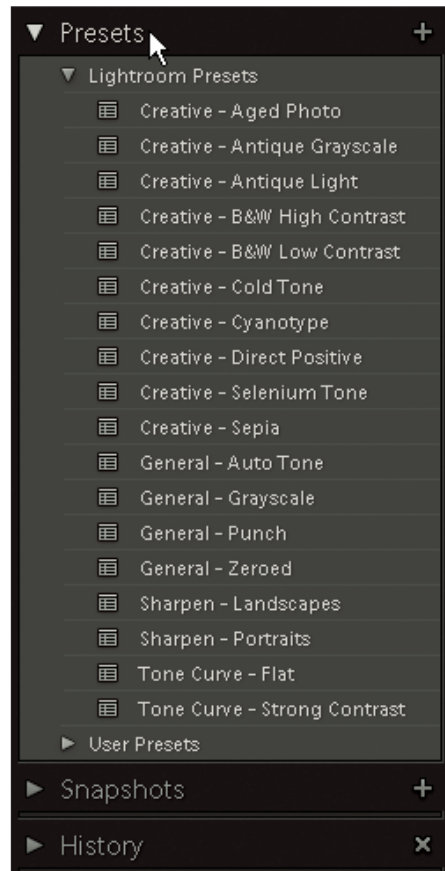 Presets
Lightroom Presets
Creative – Aged Photo
Creative – Antique Grayscale
Creative – Antique Light
Creative – B&W High Contrast
Creative – B&W Low Contrast
Creative – Cold Tone
Creative – Cyanotype
Creative – Direct Positive
Creative – Selenium Tone
Creative – Sepia
General – Auto Tone
General – Grayscale
General – Punch
General – Zeroed
Sharpen – Landscapes
Sharpen – Portraits
Tone Curve – Flat
Tone Curve – Strong Contrast
User Presets
Snapshots
History